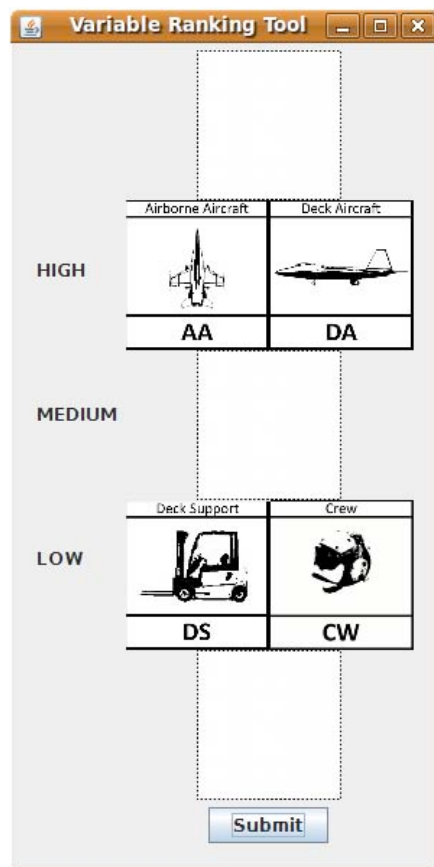 Variable Ranking Tool
Airborne Aircraft Deck Aircraft
HIGH
AA DA
MEDIUM
Deck Support Crew
LOW
DS CW
Submit